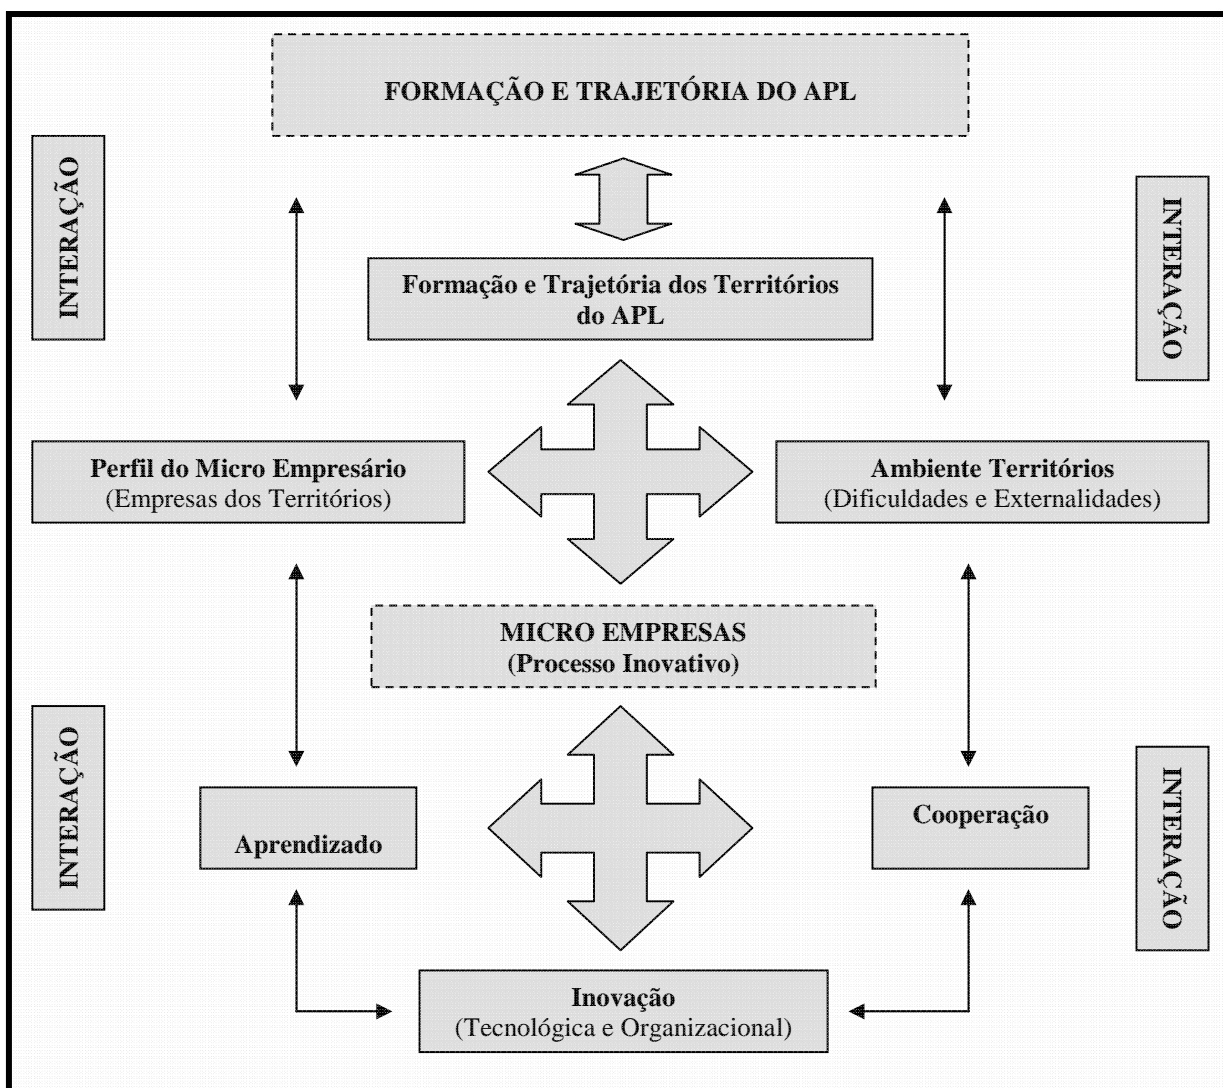 FORMAÇÃO E TRAJETÓRIA DO APL
INTERAÇÃO
INTERAÇÃO
Formação e Trajetória dos Territórios
do APL
Perfil do Micro Empresário
(Empresas dos Territórios)
Ambiente Territórios
(Dificuldades e Externalidades)
MICRO EMPRESAS
(Processo Inovativo)
INTERAÇÃO
INTERAÇÃO
Aprendizado
Cooperação
Inovação
(Tecnológica e Organizacional)